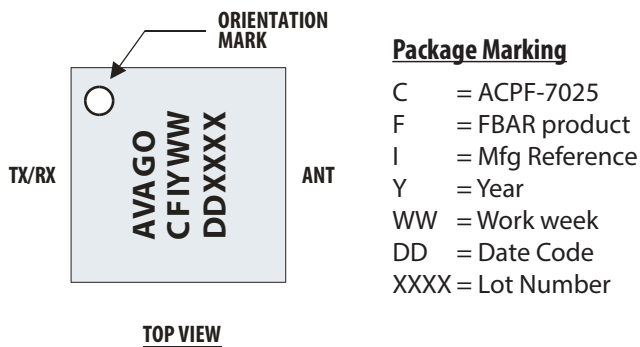 ORIENTATION
MARK
TX/RX
AVAGO
CFIYWW
DDXXXX
ANT
TOP VIEW
Package Marking
C = ACPF-7025
F = FBAR product
I = Mfg Reference
Y = Year
WW = Work week
DD = Date Code
XXXX = Lot Number